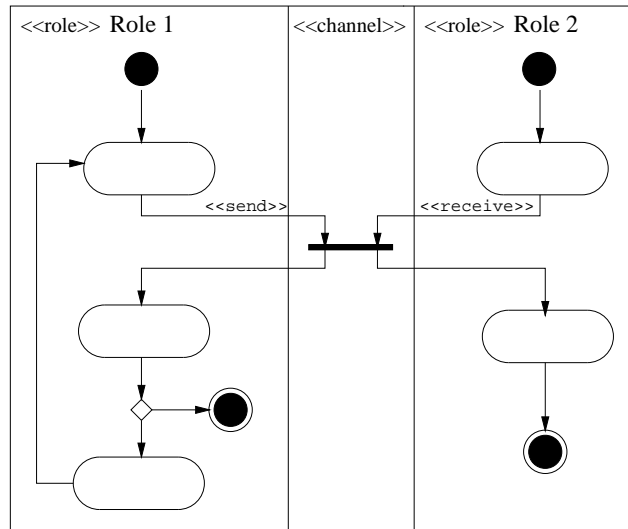 <<role>> Role 1
<<channel>>
<<role>> Role 2
<<send>>
<<receive>>